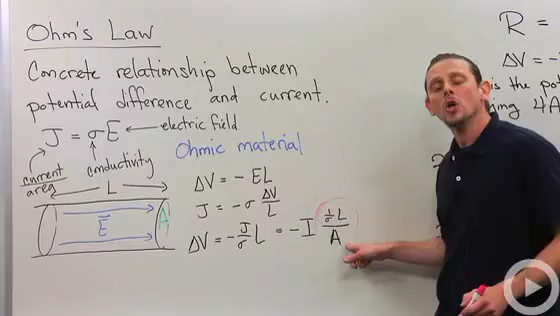 Ohm's Law
Concrete relationship between
potential difference and current.
J = σE ← electric field
current
area
conductivity
Ohmic material
L
E
A
ΔV = - EL
J = - σ ΔV/L
ΔV = - J/σ L = - I (1/σ L)/A
R =
ΔV = -
is the po
4A